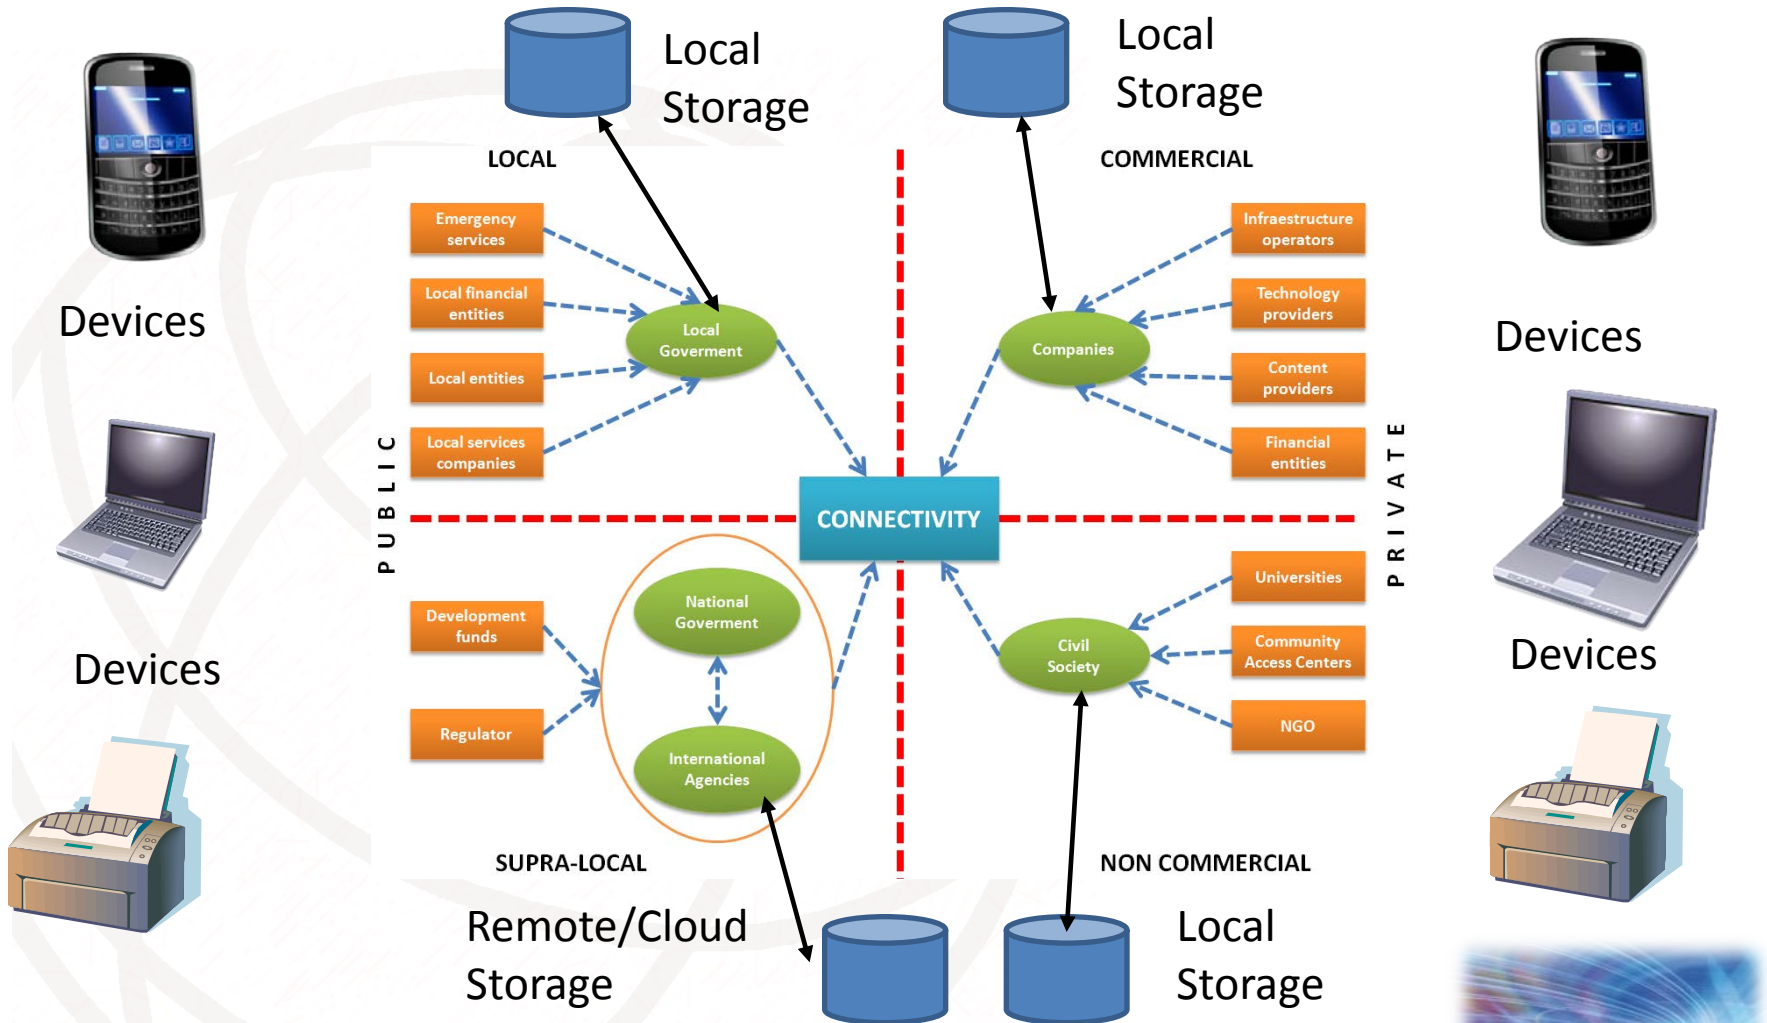 Local
Storage
Local
Storage
LOCAL
COMMERCIAL
Emergency
services
Local financial
entities
Local entities
Local services
companies
Local
Goverment
Infraestructure
operators
Technology
providers
Content
providers
Financial
entities
Companies
Devices
Devices
PUBLIC
PRIVATE
CONNECTIVITY
Development
funds
Regulator
National
Goverment
International
Agencies
Civil
Society
Universities
Community
Access Centers
NGO
Devices
Devices
SUPRA-LOCAL
NON COMMERCIAL
Remote/Cloud
Storage
Local
Storage